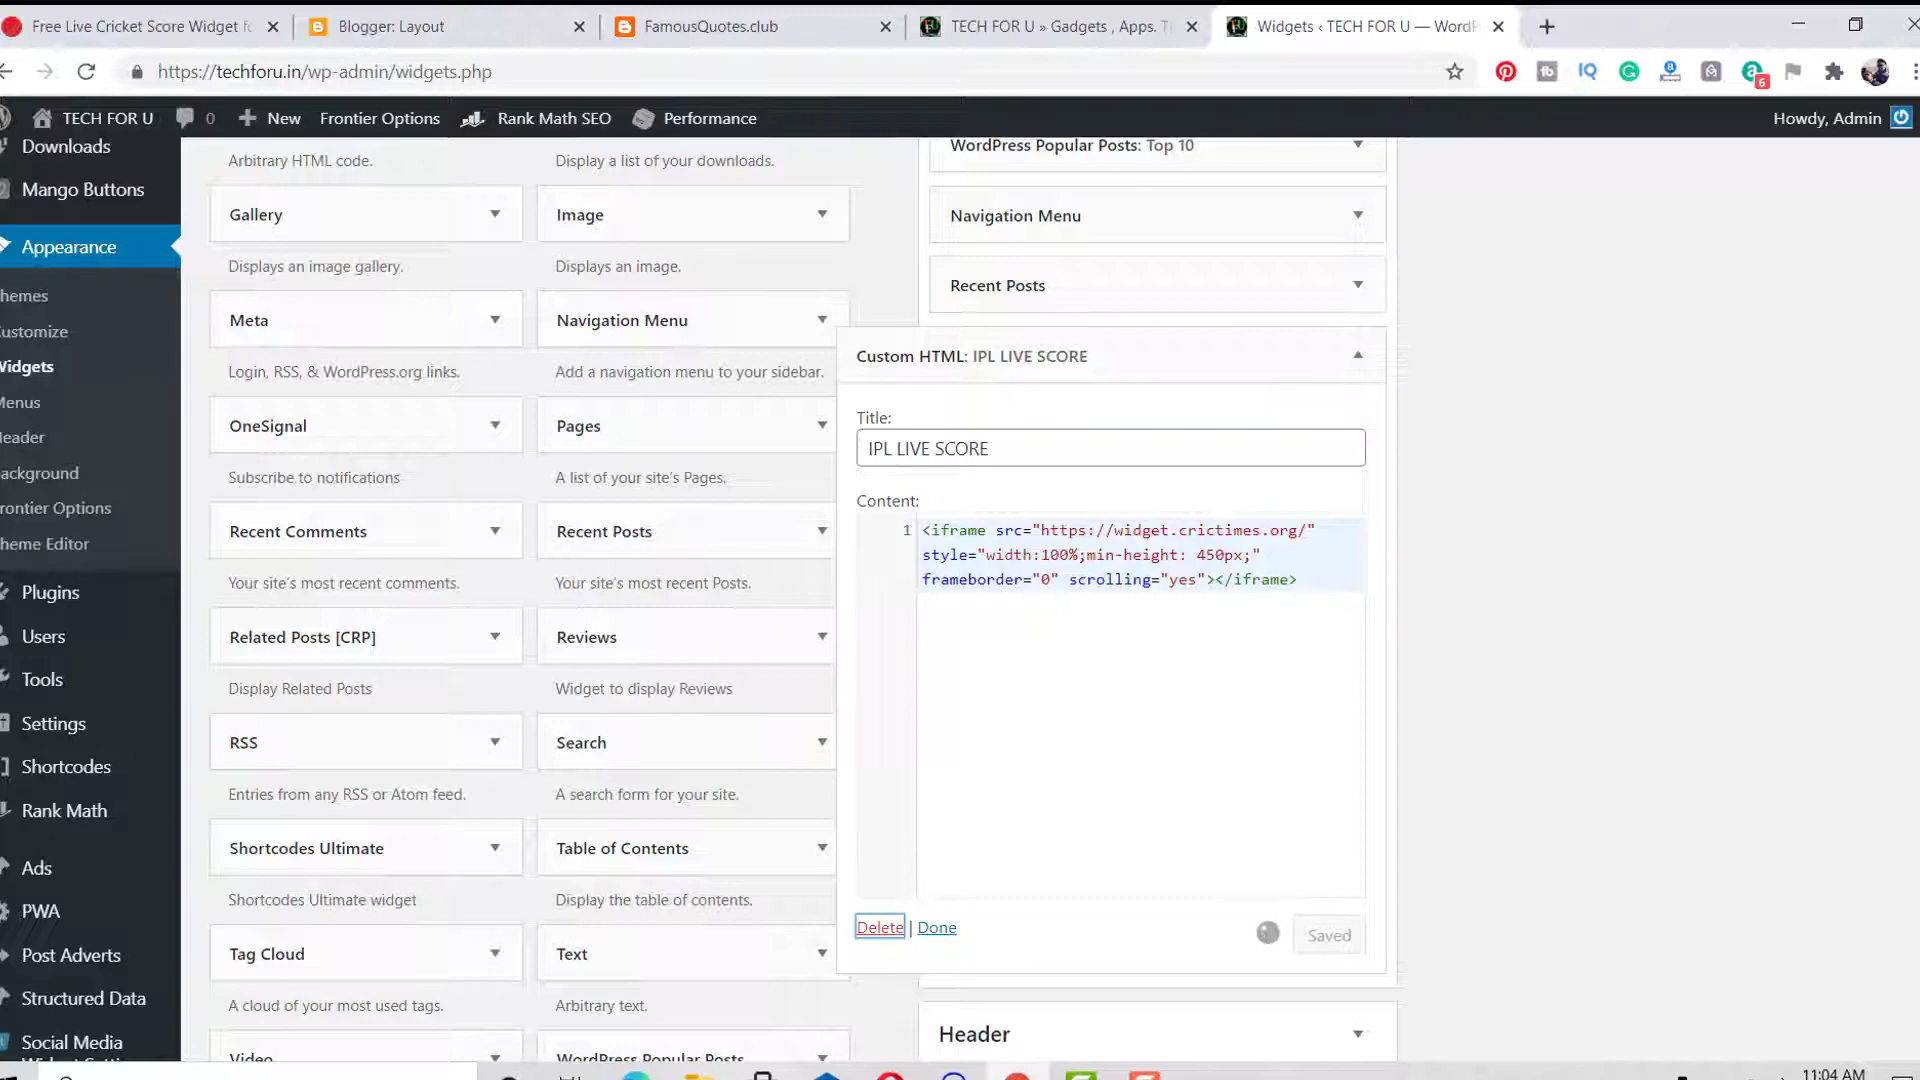 Free Live Cricket Score Widget fo
Blogger: Layout
FamousQuotes.club
TECH FOR U » Gadgets , Apps. T
Widgets ‹ TECH FOR U — WordP
https://techforu.in/wp-admin/widgets.php
6
TECH FOR U
0
New
Frontier Options
Rank Math SEO
Performance
Howdy, Admin
Downloads
Mango Buttons
Appearance
hemes
ustomize
Widgets
Menus
eader
ackground
rontier Options
heme Editor
Plugins
Users
Tools
Settings
Shortcodes
Rank Math
Ads
PWA
Post Adverts
Structured Data
Social Media
Arbitrary HTML code.
Display a list of your downloads.
Gallery
Image
Displays an image gallery.
Displays an image.
Meta
Navigation Menu
Login, RSS, & WordPress.org links.
Add a navigation menu to your sidebar.
OneSignal
Pages
Subscribe to notifications
A list of your site's Pages.
Recent Comments
Recent Posts
Your site's most recent comments.
Your site's most recent Posts.
Related Posts [CRP]
Reviews
Display Related Posts
Widget to display Reviews
RSS
Search
Entries from any RSS or Atom feed.
A search form for your site.
Shortcodes Ultimate
Table of Contents
Shortcodes Ultimate widget
Display the table of contents.
Tag Cloud
Text
A cloud of your most used tags.
Arbitrary text.
Video
WordPress Popular Posts
WordPress Popular Posts: Top 10
Navigation Menu
Recent Posts
Custom HTML: IPL LIVE SCORE
Title:
IPL LIVE SCORE
Content:
1
<iframe src="https://widget.crictimes.org/"
style="width:100%;min-height: 450px;"
frameborder="0" scrolling="yes"></iframe>
Delete | Done
Saved
Header
11:04 AM